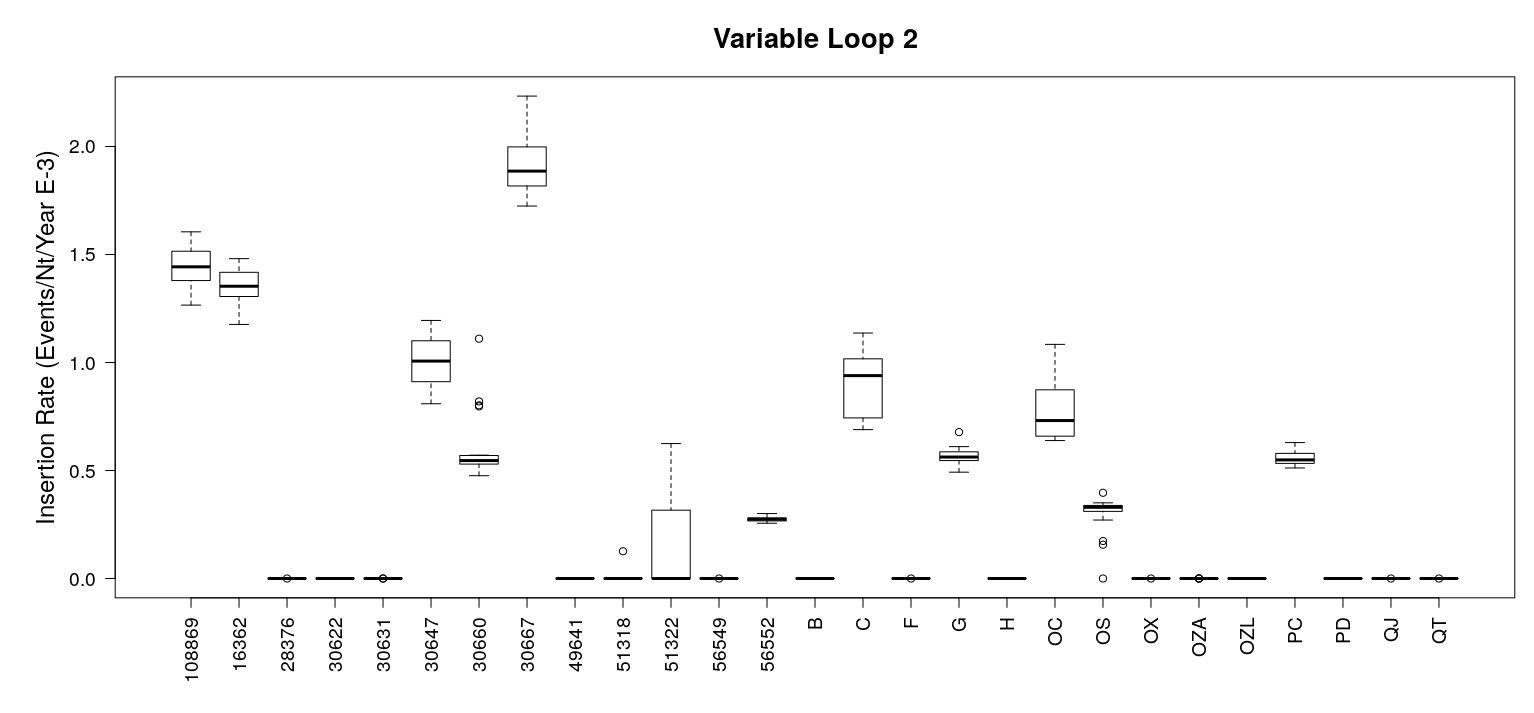 Variable Loop 2
Insertion Rate (Events/Nt/Year E-3)
2.0
1.5
1.0
0.5
0.0
108869
16362
28376
30622
30631
30647
30660
30667
49641
51318
51322
56549
56552
B
C
F
G
H
OC
OS
OX
OZA
OZL
PC
PD
QJ
QT